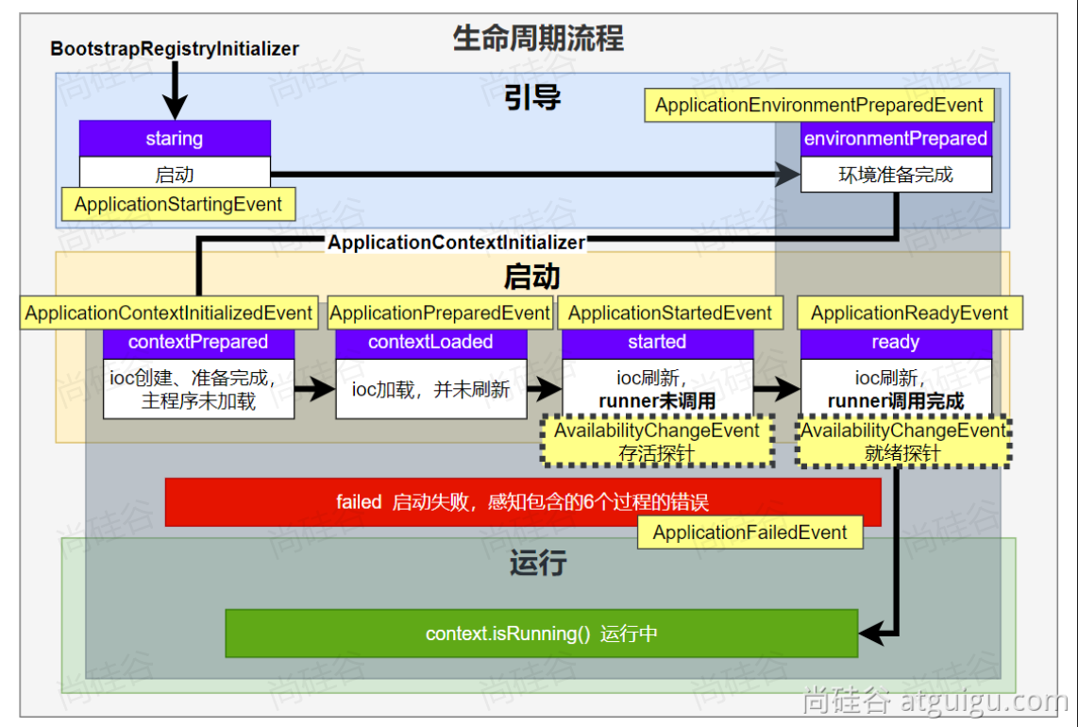 生命周期流程
BootstrapRegistryInitializer
引导
ApplicationEnvironmentPreparedEvent
staring
environmentPrepared
启动
环境准备完成
ApplicationStartingEvent
ApplicationContextInitializer
启动
ApplicationContextInitializedEvent
ApplicationPreparedEvent
ApplicationStartedEvent
ApplicationReadyEvent
contextPrepared
contextLoaded
started
ready
ioc创建、准备完成，
主程序未加载
ioc加载，并未刷新
ioc刷新，
runner未调用
ioc刷新，
runner调用完成
AvailabilityChangeEvent
存活探针
AvailabilityChangeEvent
就绪探针
failed 启动失败，感知包含的6个过程的错误
ApplicationFailedEvent
运行
context.isRunning() 运行中
尚硅谷 atguigu.com